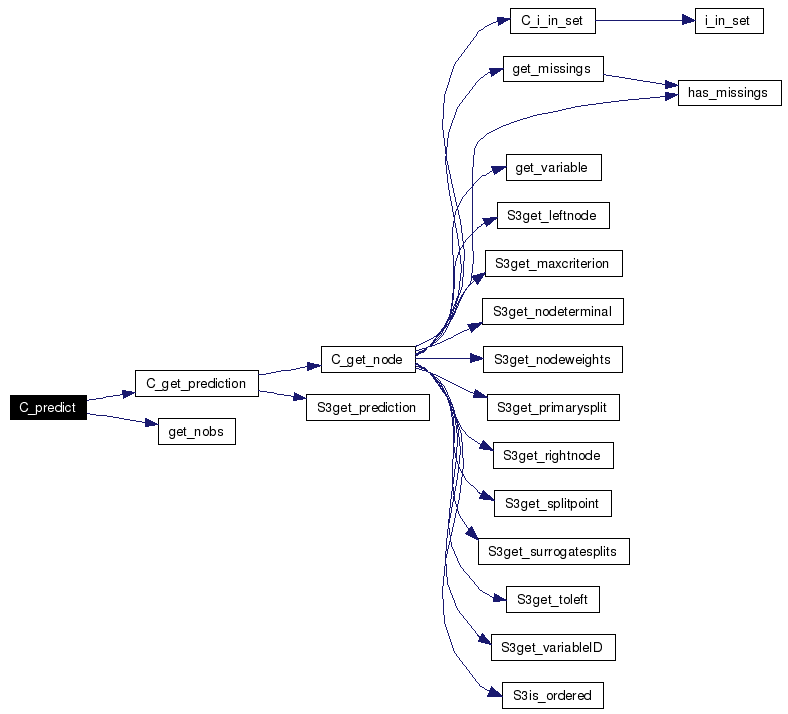 C_i_in_set
i_in_set
get_missings
has_missings
get_variable
S3get_leftnode
S3get_maxcriterion
S3get_nodeterminal
C_get_node
S3get_nodeweights
C_get_prediction
C_predict
S3get_prediction
S3get_primarysplit
get_nobs
S3get_rightnode
S3get_splitpoint
S3get_surrogatesplits
S3get_toleft
S3get_variableID
S3is_ordered